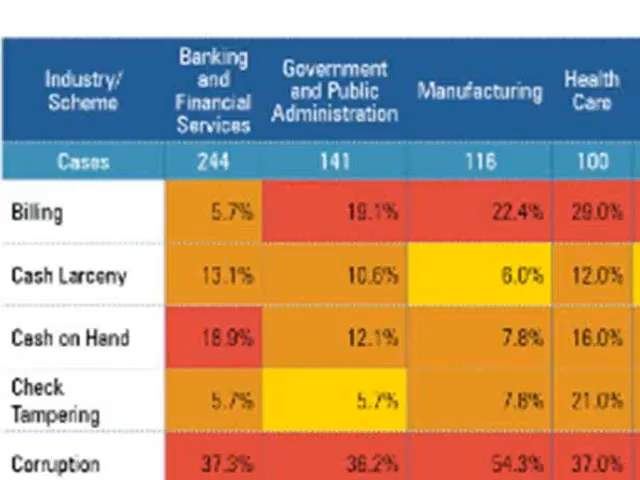 Industry/
Scheme
Banking
and
Financial
Services
Government
and Public
Administration
Manufacturing
Health
Care
Cases 244 141 116 100
Billing 5.7% 19.1% 22.4% 29.0%
Cash Larceny 13.1% 10.6% 6.0% 12.0%
Cash on Hand 18.9% 12.1% 7.8% 16.0%
Check
Tampering 5.7% 5.7% 7.8% 21.0%
Corruption 37.3% 36.2% 54.3% 37.0%